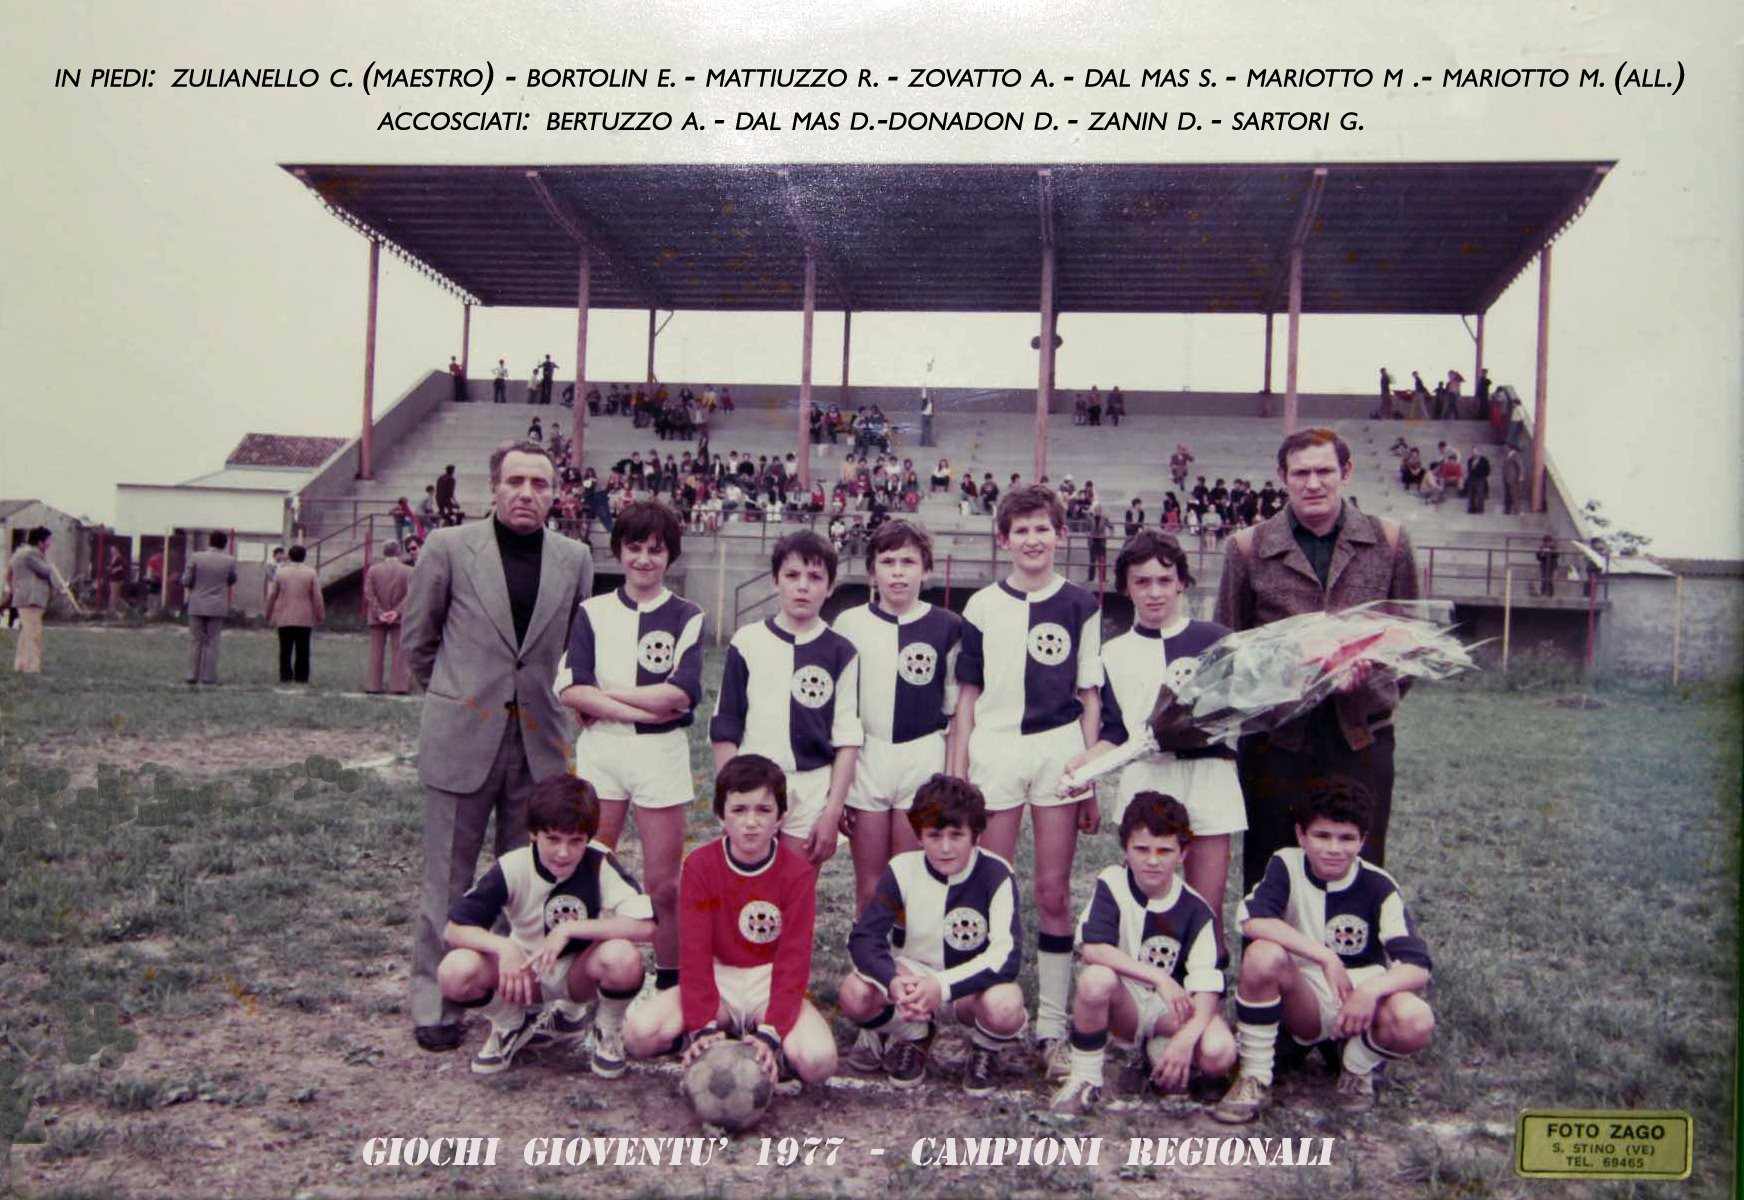 IN PIEDI: ZULIANELLO C. (MAESTRO) - BORTOLIN E. - MATTIUZZO R. - ZOVATTO A. - DAL MAS S. - MARIOTTO M .- MARIOTTO M. (ALL.)
ACCOSCIATI: BERTUZZO A. - DAL MAS D.-DONADON D. - ZANIN D. - SARTORI G.
GIOCHI GIOVENTU' 1977 - CAMPIONI REGIONALI
FOTO ZAGO
S. STINO (VE)
TEL. 69465